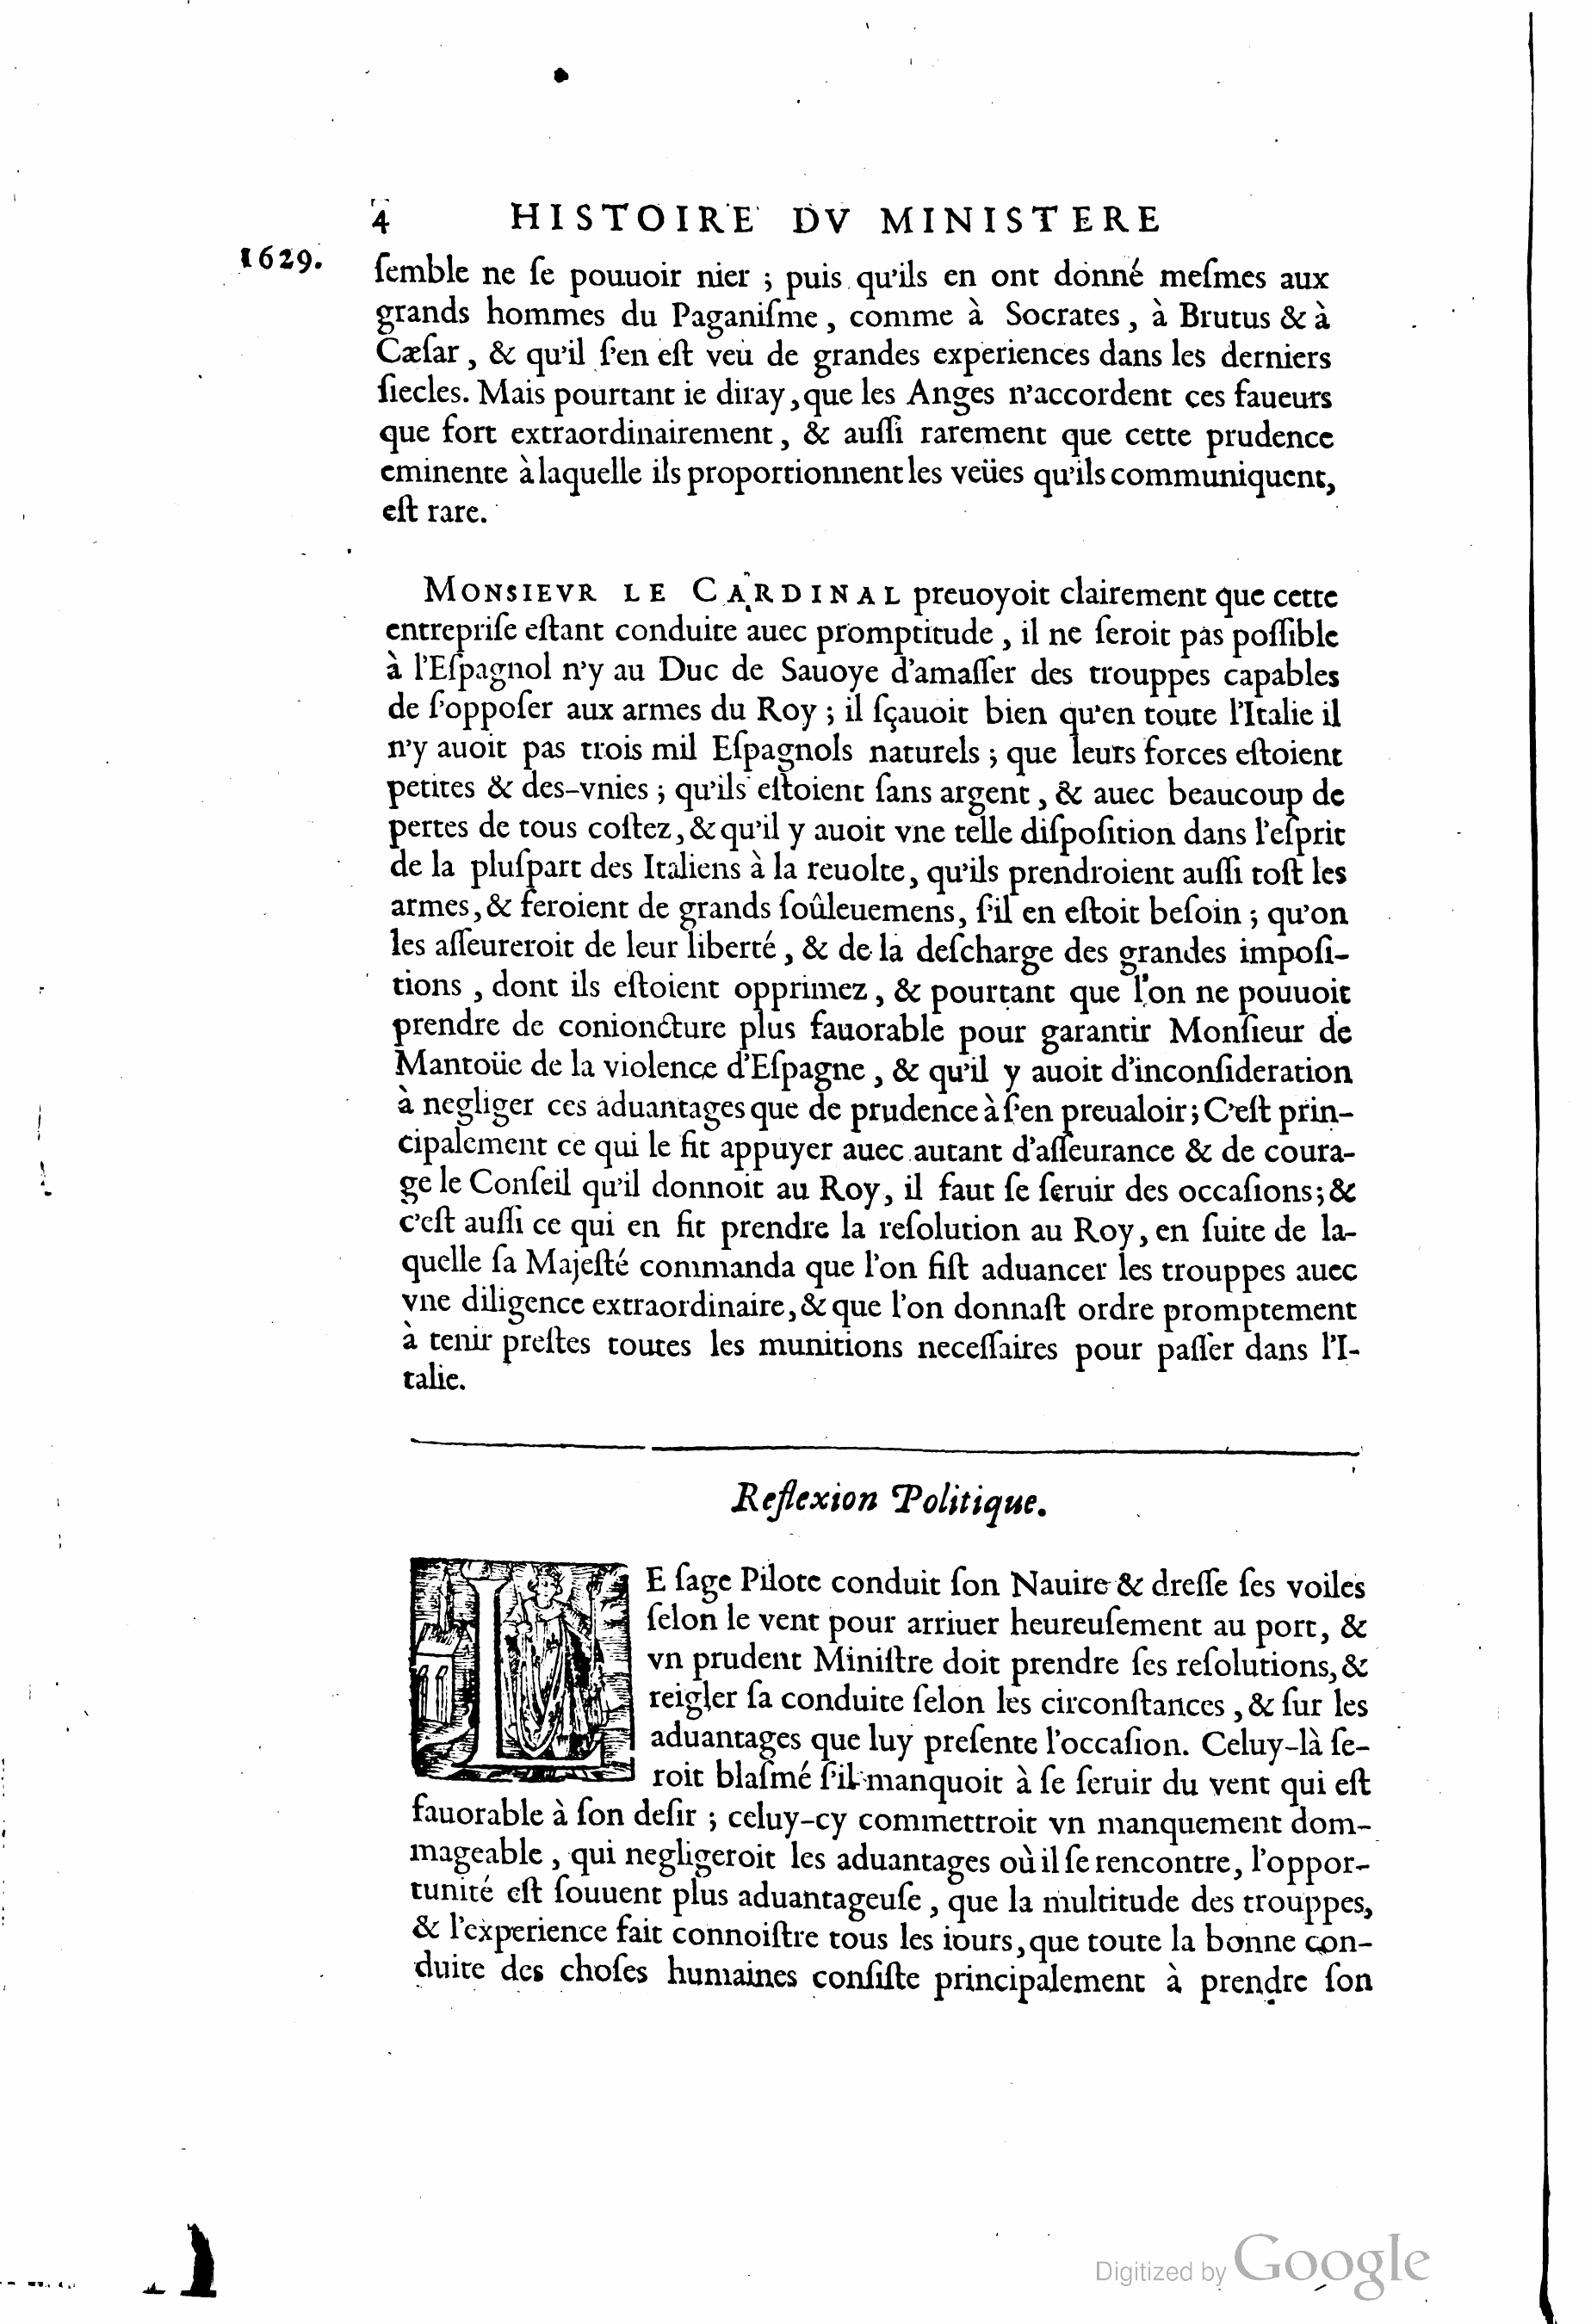 4 HISTOIRE DV MINISTERE
1629.
ſemble ne ſe pouuoir nier ; puis qu'ils en ont donné meſmes aux
grands hommes du Paganiſme, comme à Socrates, à Brutus & à
Cæſar, & qu'il ſ'en eſt veu de grandes experiences dans les derniers
ſiecles. Mais pourtant ie diray, que les Anges n'accordent ces faueurs
que fort extraordinairement, & auſſi rarement que cette prudence
eminente à laquelle ils proportionnent les veües qu'ils communiquent,
eſt rare.
MONSIEVR LE CARDINAL preuoyoit clairement que cette
entrepriſe eſtant conduite auec promptitude, il ne ſeroit pas poſſible
à l'Eſpagnol n'y au Duc de Sauoye d'amaſſer des trouppes capables
de ſ'oppoſer aux armes du Roy ; il ſçauoit bien qu'en toute l'Italie il
n'y auoit pas trois mil Eſpagnols naturels ; que leurs forces eſtoient
petites & des-vnies ; qu'ils eſtoient ſans argent, & auec beaucoup de
pertes de tous coſtez, & qu'il y auoit vne telle diſpoſition dans l'eſprit
de la pluſpart des Italiens à la reuolte, qu'ils prendroient auſſi toſt les
armes, & feroient de grands ſoûleuemens, ſ'il en eſtoit beſoin ; qu'on
les aſſeureroit de leur liberté, & de la deſcharge des grandes impoſi-
tions, dont ils eſtoient opprimez, & pourtant que l'on ne pouuoit
prendre de conioncture plus fauorable pour garantir Monſieur de
Mantoüe de la violence d'Eſpagne, & qu'il y auoit d'inconſideration
à negliger ces aduantages que de prudence à ſ'en preualoir ; C'eſt prin-
cipalement ce qui le fit appuyer auec autant d'aſſeurance & de coura-
ge le Conſeil qu'il donnoit au Roy, il faut ſe ſeruir des occaſions ; &
c'eſt auſſi ce qui en fit prendre la reſolution au Roy, en ſuite de la-
quelle ſa Majeſté commanda que l'on fiſt aduancer les trouppes auec
vne diligence extraordinaire, & que l'on donnaſt ordre promptement
à tenir preſtes toutes les munitions neceſſaires pour paſſer dans l'I-
talie.
Reflexion Politique.
LE ſage Pilote conduit ſon Nauire & dreſſe ſes voiles
ſelon le vent pour arriuer heureuſement au port, &
vn prudent Miniſtre doit prendre ſes reſolutions, &
reigler ſa conduite ſelon les circonſtances, & ſur les
aduantages que luy preſente l'occaſion. Celuy-là ſe-
roit blaſmé ſ'il manquoit à ſe ſeruir du vent qui eſt
fauorable à ſon deſir ; celuy-cy commettroit vn manquement dom-
mageable, qui negligeroit les aduantages où il ſe rencontre, l'oppor-
tunité eſt ſouuent plus aduantageuſe, que la multitude des trouppes,
& l'experience fait connoiſtre tous les iours, que toute la bonne con-
duite des choſes humaines conſiſte principalement à prendre ſon
Digitized by Google